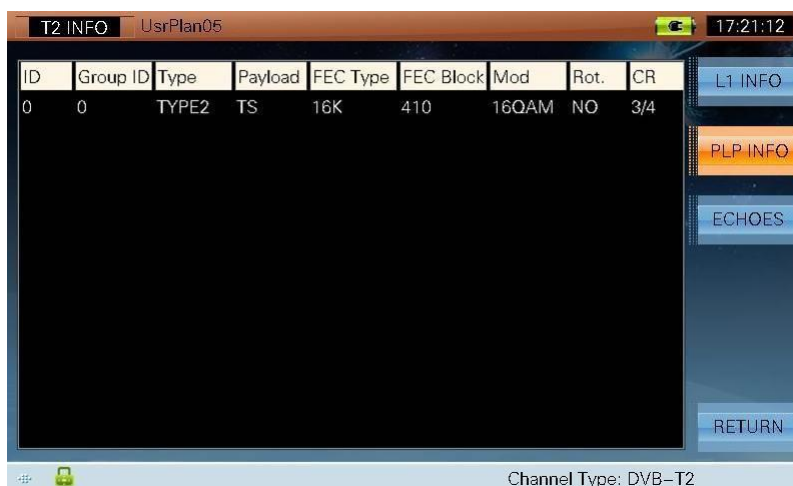 T2 INFO UsrPlan05 17:21:12
ID Group ID Type Payload FEC Type FEC Block Mod Rot. CR
0 0 TYPE2 TS 16K 410 16QAM NO 3/4
L1 INFO
PLP INFO
ECHOES
RETURN
Channel Type: DVB-T2